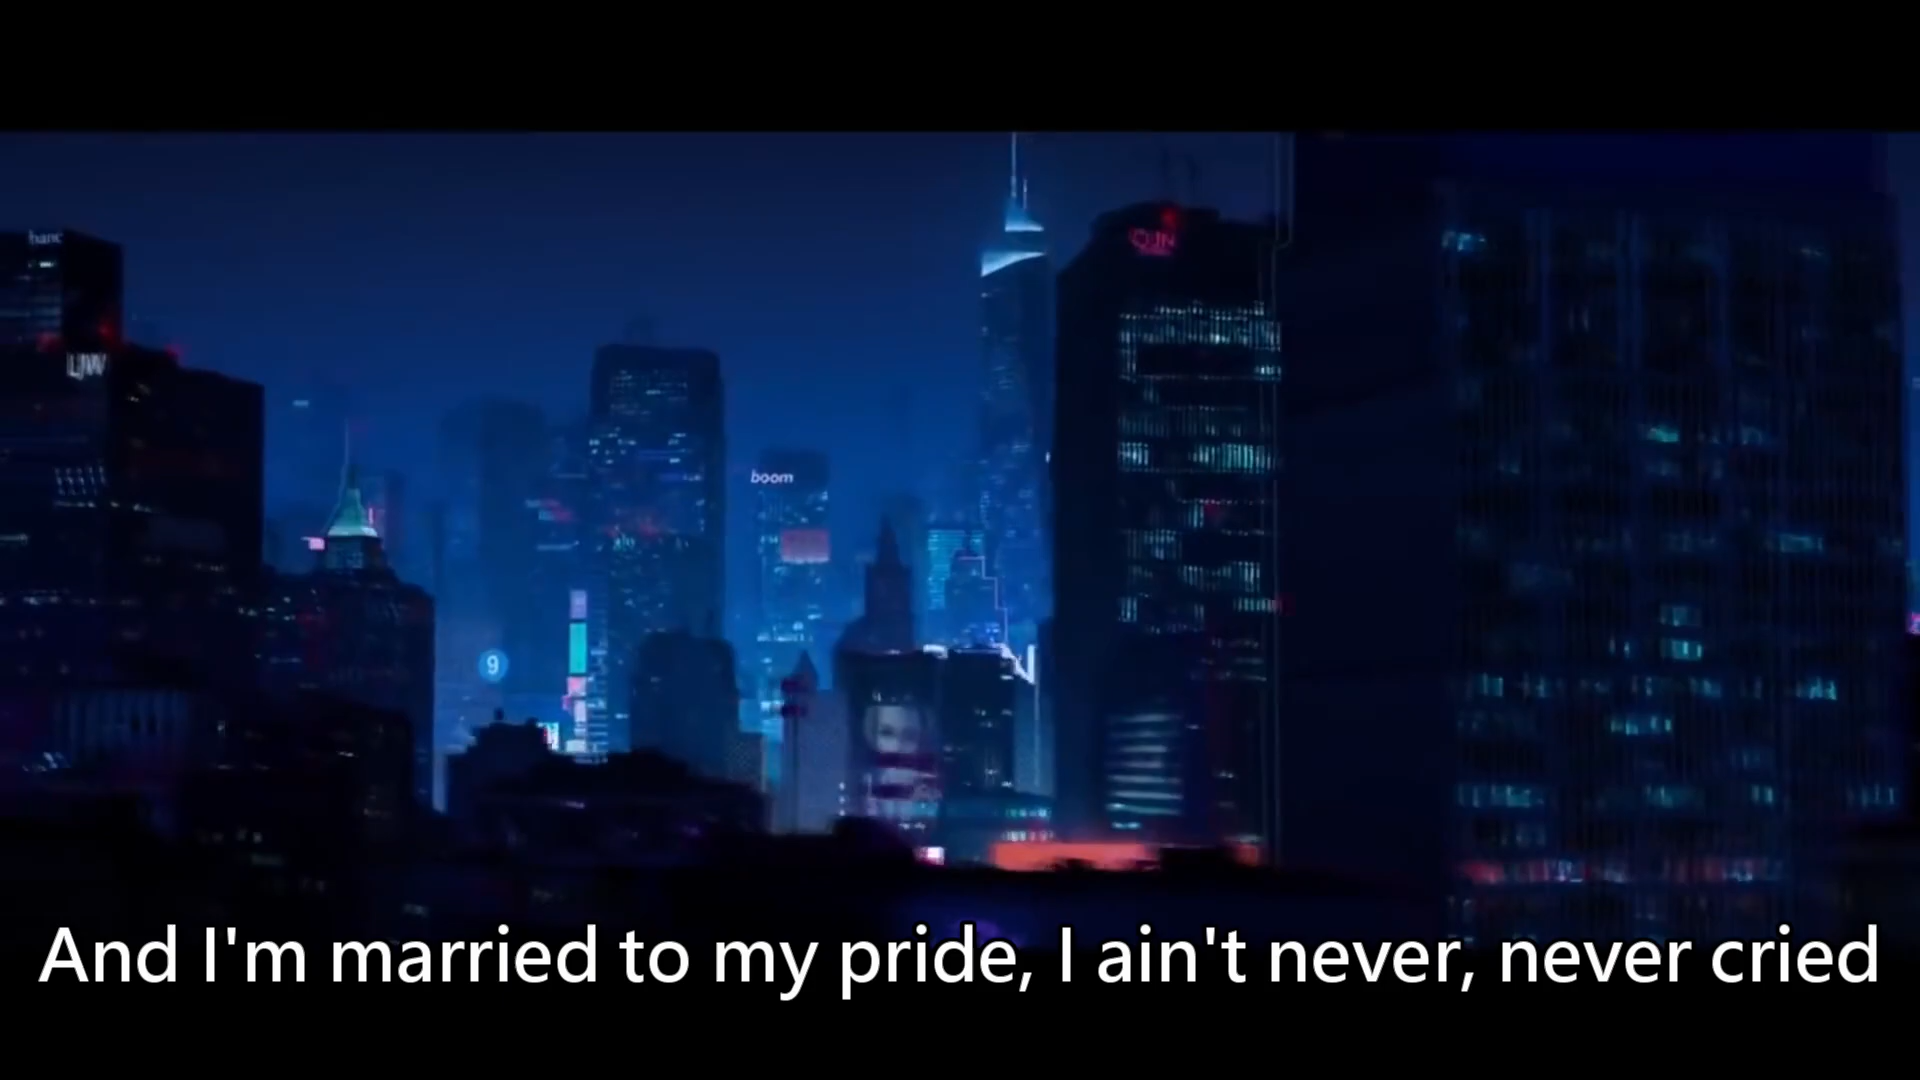 boom
9
And I'm married to my pride, I ain't never, never cried